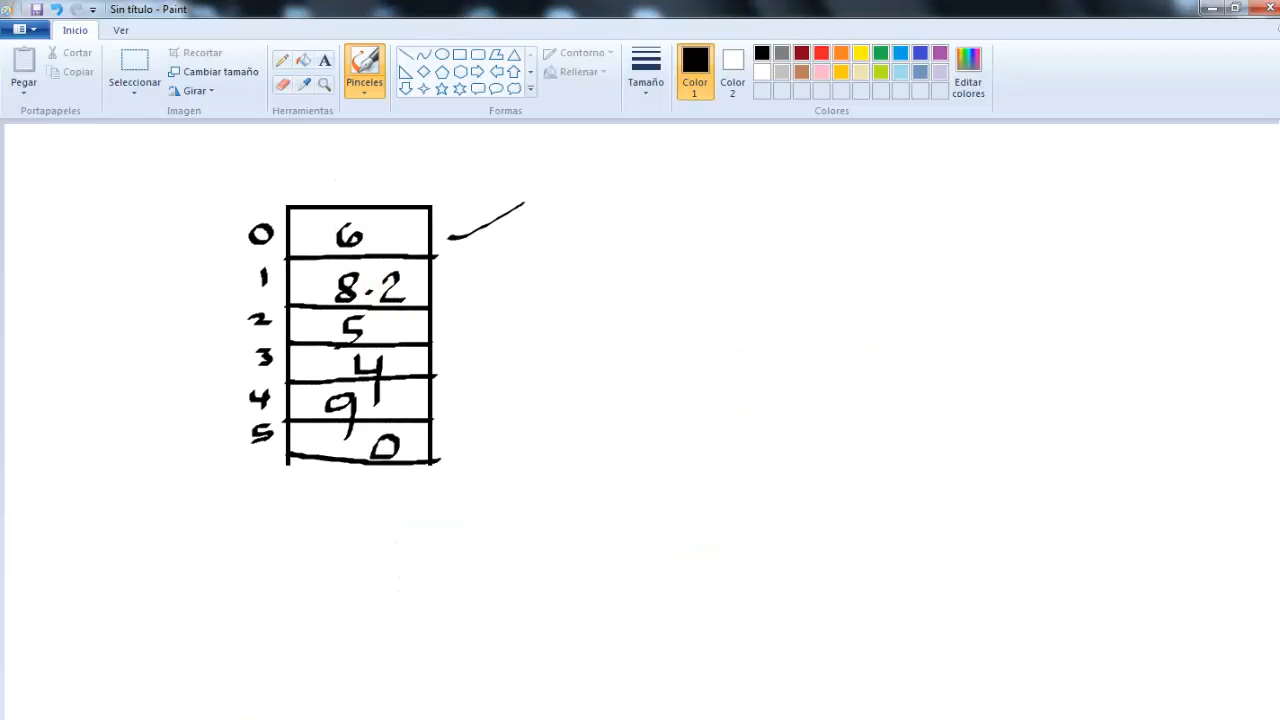 Sin título - Paint
Inicio Ver
Pegar
Cortar
Copiar
Portapapeles
Seleccionar
Recortar
Cambiar tamaño
Girar
Imagen
A
Herramientas
Pinceles
Contorno
Rellenar
Formas
Tamaño
Color 1
Color 2
Editar colores
Colores
0 6
1 8.2
2 5
3 4
4 9
5 0